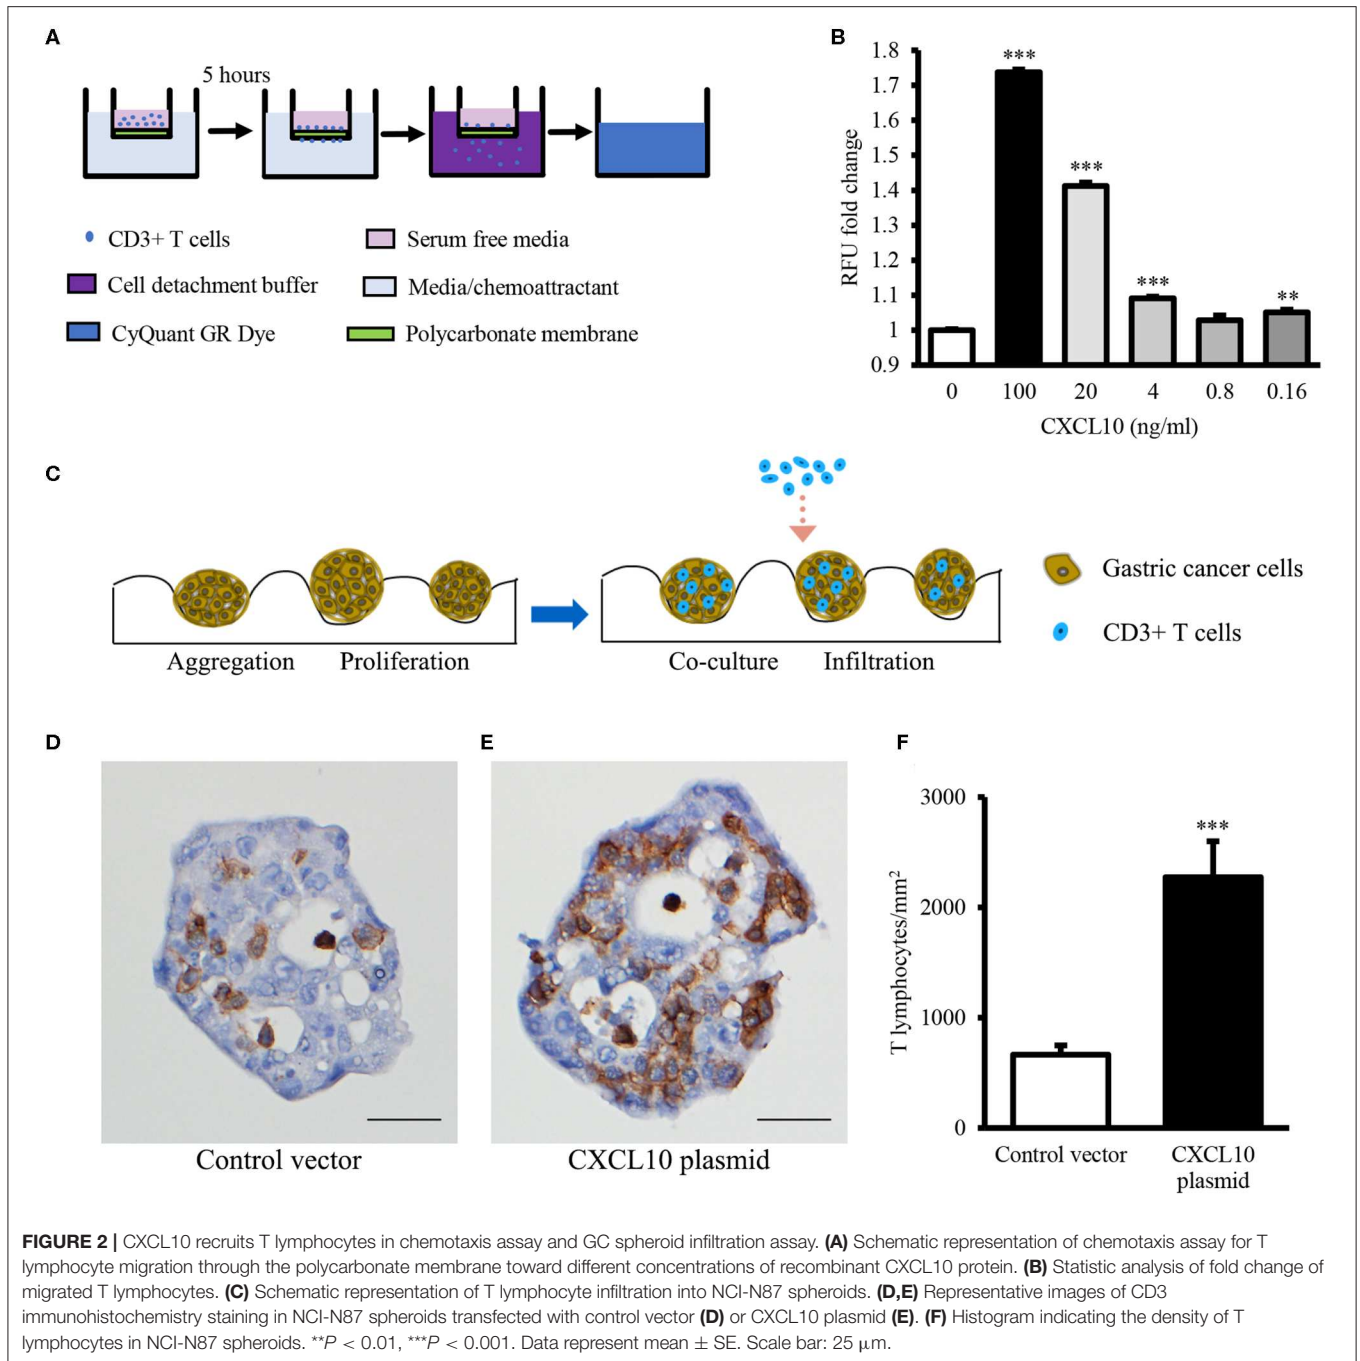 A
5 hours
CD3+ T cells
Serum free media
Cell detachment buffer
Media/chemoattractant
CyQuant GR Dye
Polycarbonate membrane
B
RFU fold change
1.8
1.7
1.6
1.5
1.4
1.3
1.2
1.1
1
0.9
***
***
***
**
0 100 20 4 0.8 0.16
CXCL10 (ng/ml)
C
Aggregation Proliferation
Co-culture Infiltration
Gastric cancer cells
CD3+ T cells
D
Control vector
E
CXCL10 plasmid
F
T lymphocytes/mm²
3000
2000
1000
0
***
Control vector
CXCL10
plasmid
FIGURE 2 | CXCL10 recruits T lymphocytes in chemotaxis assay and GC spheroid infiltration assay. (A) Schematic representation of chemotaxis assay for T
lymphocyte migration through the polycarbonate membrane toward different concentrations of recombinant CXCL10 protein. (B) Statistic analysis of fold change of
migrated T lymphocytes. (C) Schematic representation of T lymphocyte infiltration into NCI-N87 spheroids. (D,E) Representative images of CD3
immunohistochemistry staining in NCI-N87 spheroids transfected with control vector (D) or CXCL10 plasmid (E). (F) Histogram indicating the density of T
lymphocytes in NCI-N87 spheroids. **P < 0.01, ***P < 0.001. Data represent mean ± SE. Scale bar: 25 μm.